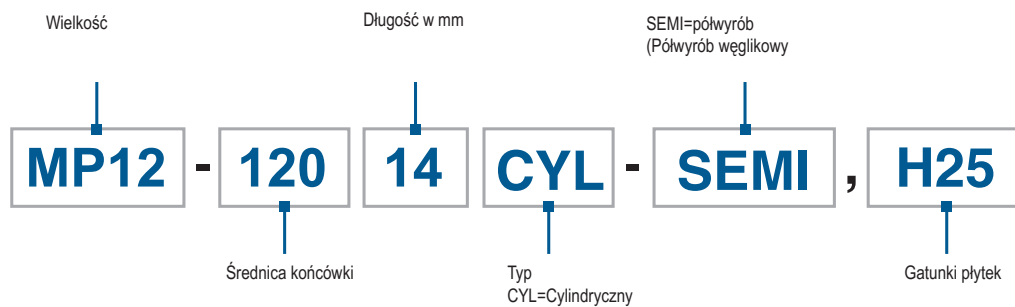 Wielkość
Długość w mm
SEMI=półwyrób
(Półwyrób węglikowy
MP12 - 120 14 CYL - SEMI , H25
Średnica końcówki
Typ
CYL=Cylindryczny
Gatunki płytek